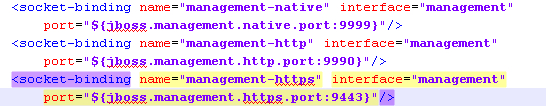 <socket-binding name="management-native" interface="management"
port="${jboss.management.native.port:9999}"/>
<socket-binding name="management-http" interface="management"
port="${jboss.management.http.port:9990}"/>
<socket-binding name="management-https" interface="management"
port="${jboss.management.https.port:9443}"/>